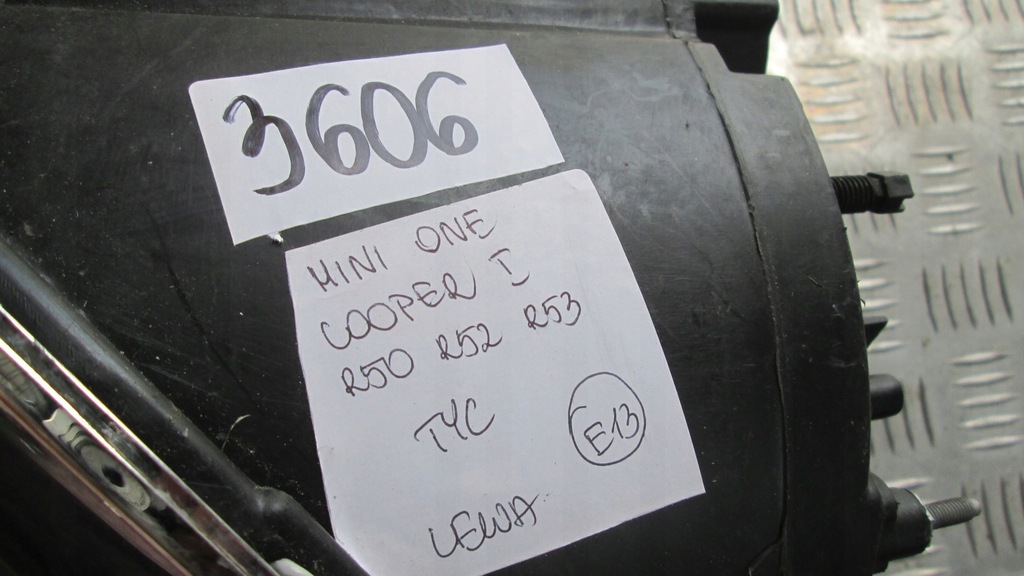 3606
MINI ONE
COOPER I
R50 R52 R53
TYC
E13
LEWA